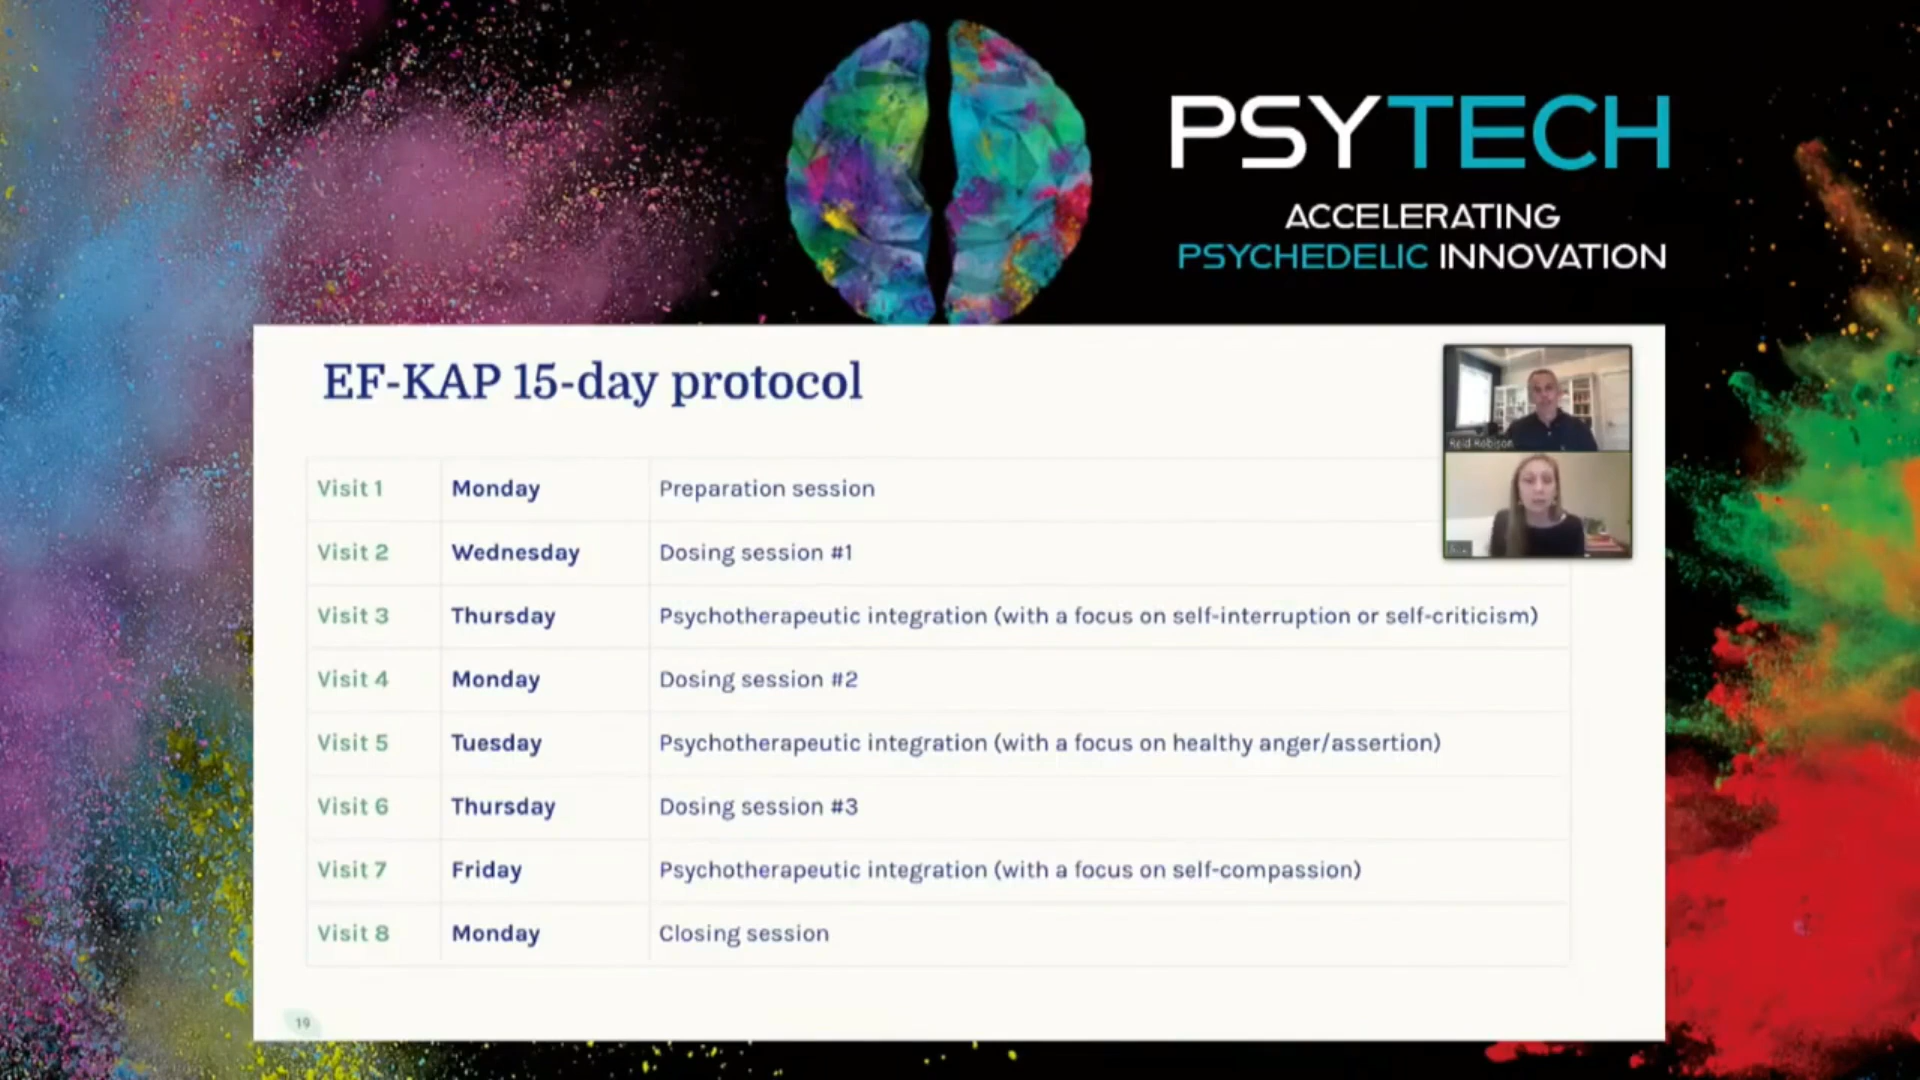 PSYTECH
ACCELERATING
PSYCHEDELIC INNOVATION
EF-KAP 15-day protocol
Reid Robison
Visit 1 Monday Preparation session
Visit 2 Wednesday Dosing session #1
Visit 3 Thursday Psychotherapeutic integration (with a focus on self-interruption or self-criticism)
Visit 4 Monday Dosing session #2
Visit 5 Tuesday Psychotherapeutic integration (with a focus on healthy anger/assertion)
Visit 6 Thursday Dosing session #3
Visit 7 Friday Psychotherapeutic integration (with a focus on self-compassion)
Visit 8 Monday Closing session
19